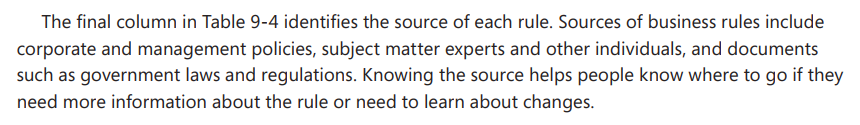 The final column in Table 9-4 identifies the source of each rule. Sources of business rules include
corporate and management policies, subject matter experts and other individuals, and documents
such as government laws and regulations. Knowing the source helps people know where to go if they
need more information about the rule or need to learn about changes.